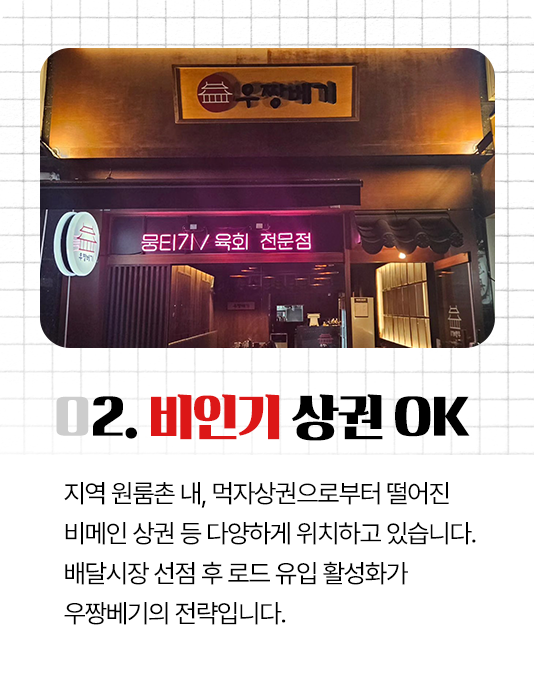 우짱베기
뭉티기 / 육회 전문점
우짱베기
02. 비인기 상권 OK
지역 원룸촌 내, 먹자상권으로부터 떨어진
비메인 상권 등 다양하게 위치하고 있습니다.
배달시장 선점 후 로드 유입 활성화가
우짱베기의 전략입니다.